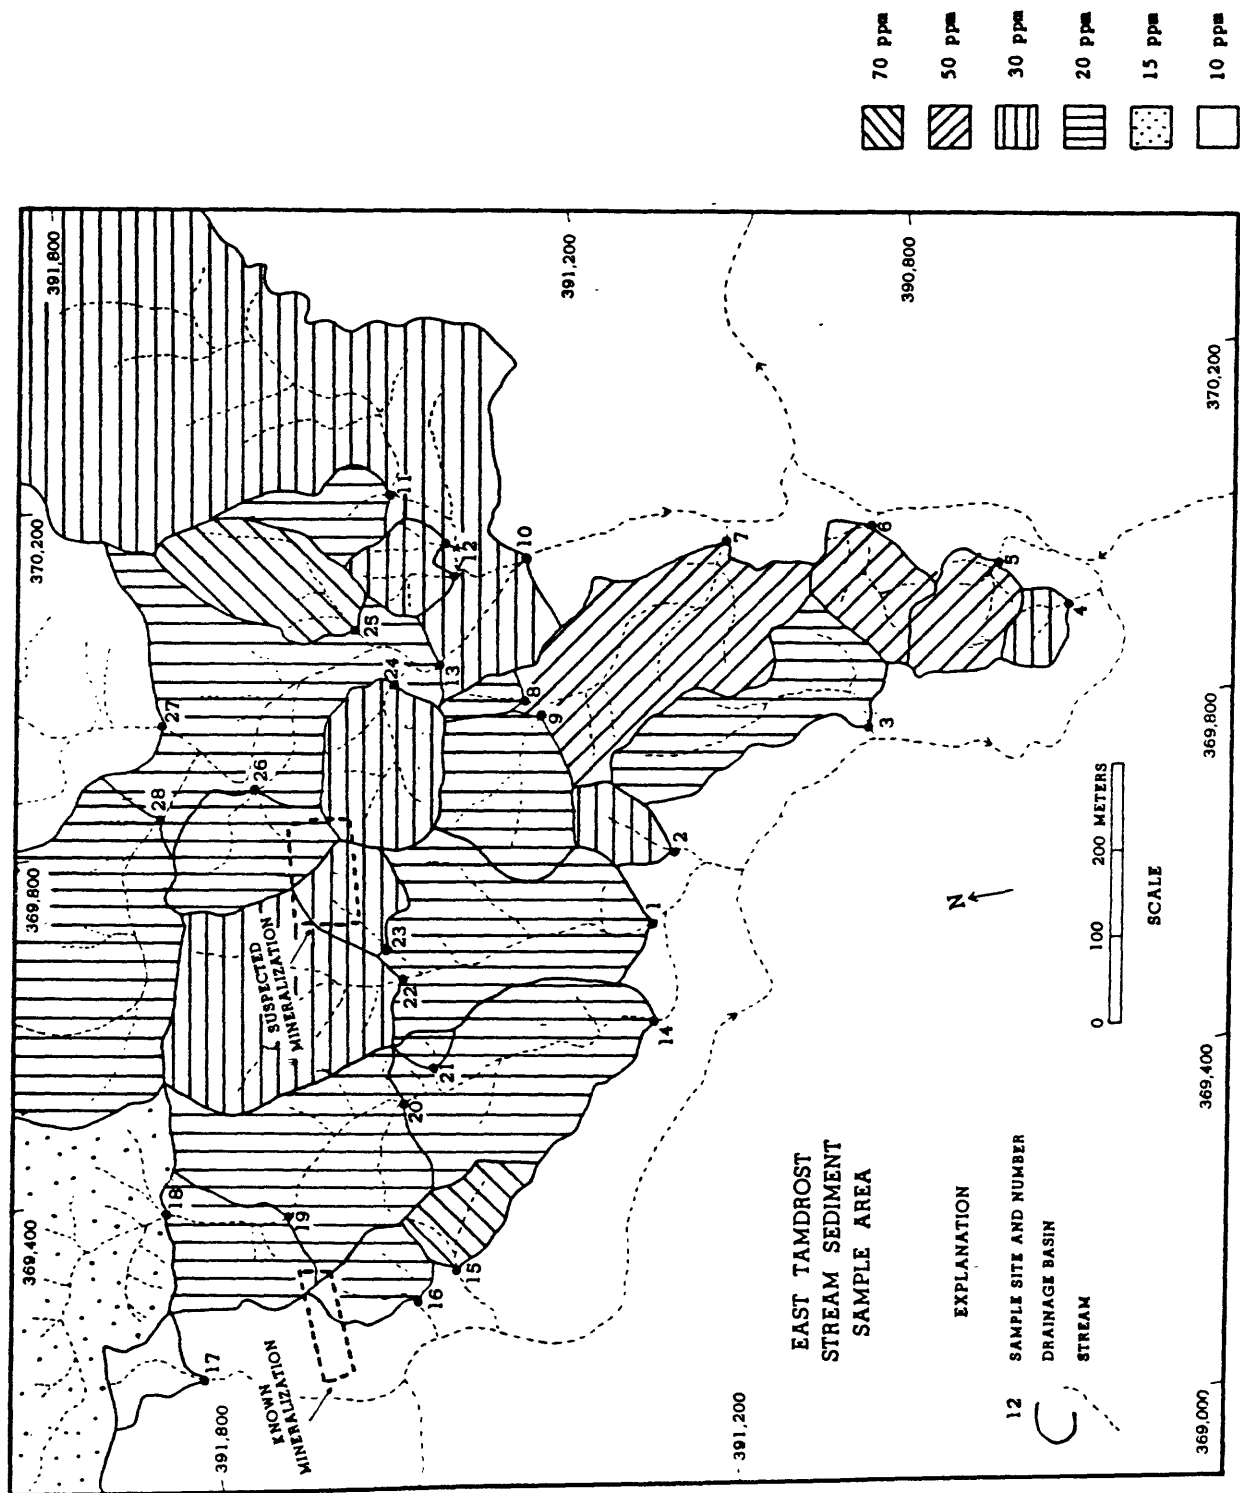 70 ppm
50 ppm
30 ppm
20 ppm
15 ppm
10 ppm
391,800
391,200
390,800
370,200
370,200
369,800
369,800
369,400
369,400
369,000
391,800
391,200
1
2
3
4
5
6
7
8
9
10
11
12
13
14
15
16
17
18
19
20
21
22
23
24
25
26
27
28
SUSPECTED
MINERALIZATION
KNOWN
MINERALIZATION
N
0 100 200 METERS
SCALE
EAST TAMDROST
STREAM SEDIMENT
SAMPLE AREA
EXPLANATION
12 SAMPLE SITE AND NUMBER
DRAINAGE BASIN
STREAM